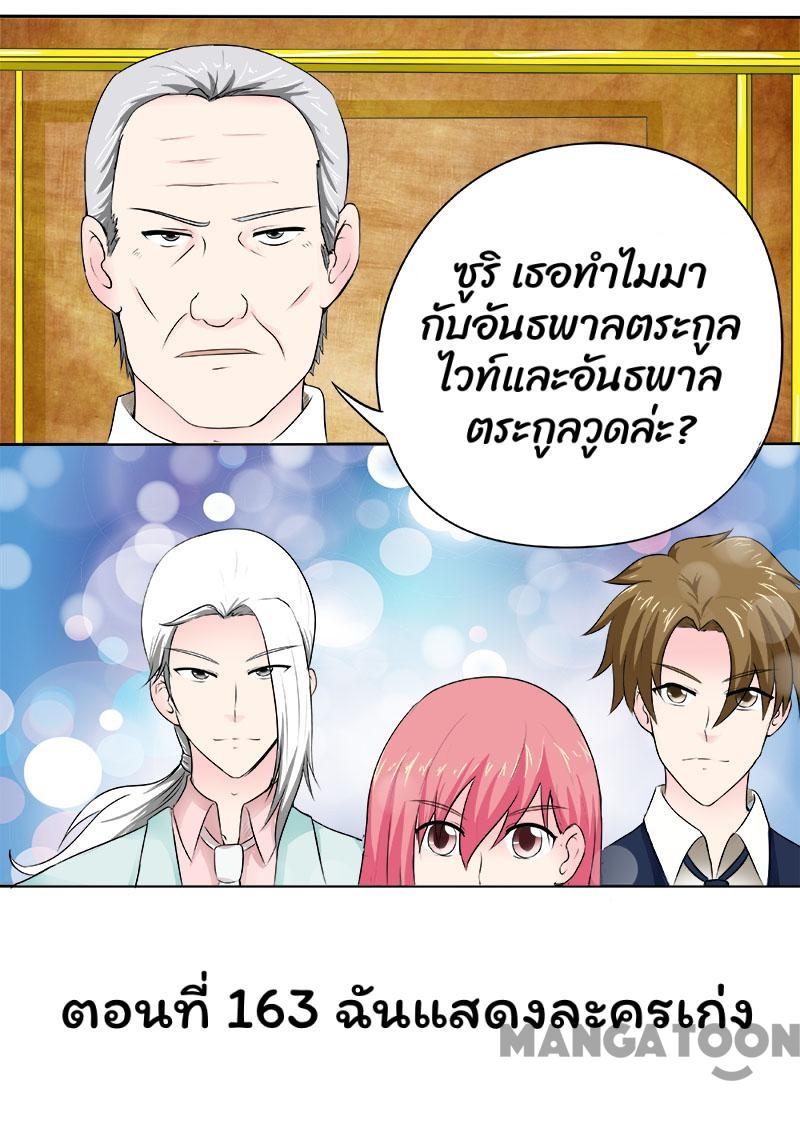 ซูริ เธอทำไมมา
กับอันธพาลตระกูล
ไวท์และอันธพาล
ตระกูลวูดล่ะ?
ตอนที่ 163 ฉันแสดงละครเก่ง
MANGATOON